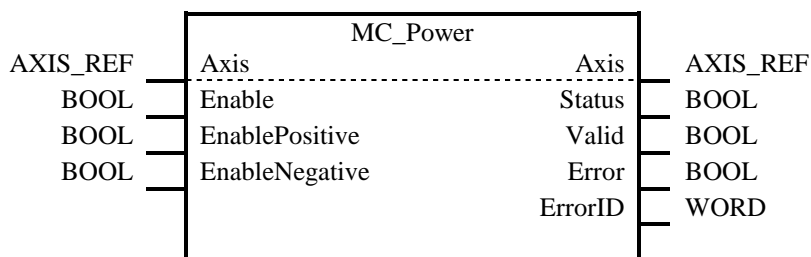 MC_Power
AXIS_REF Axis Axis AXIS_REF
BOOL Enable Status BOOL
BOOL EnablePositive Valid BOOL
BOOL EnableNegative Error BOOL
ErrorID WORD